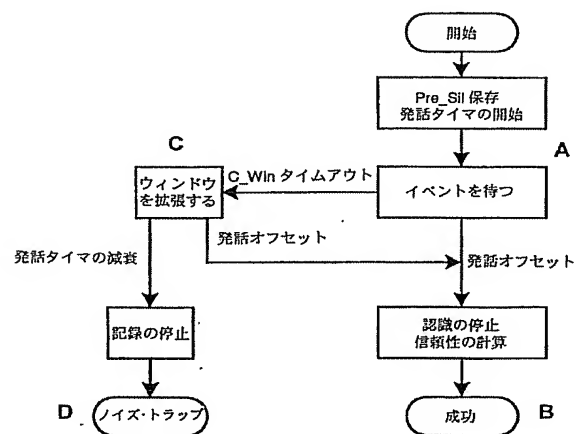 開始
Pre_Sil 保存
発話タイマの開始
A
C
C_Win タイムアウト
ウィンドウ
を拡張する
イベントを待つ
発話オフセット
発話タイマの減衰
発話オフセット
記録の停止
認識の停止
信頼性の計算
D
ノイズ・トラップ
成功
B